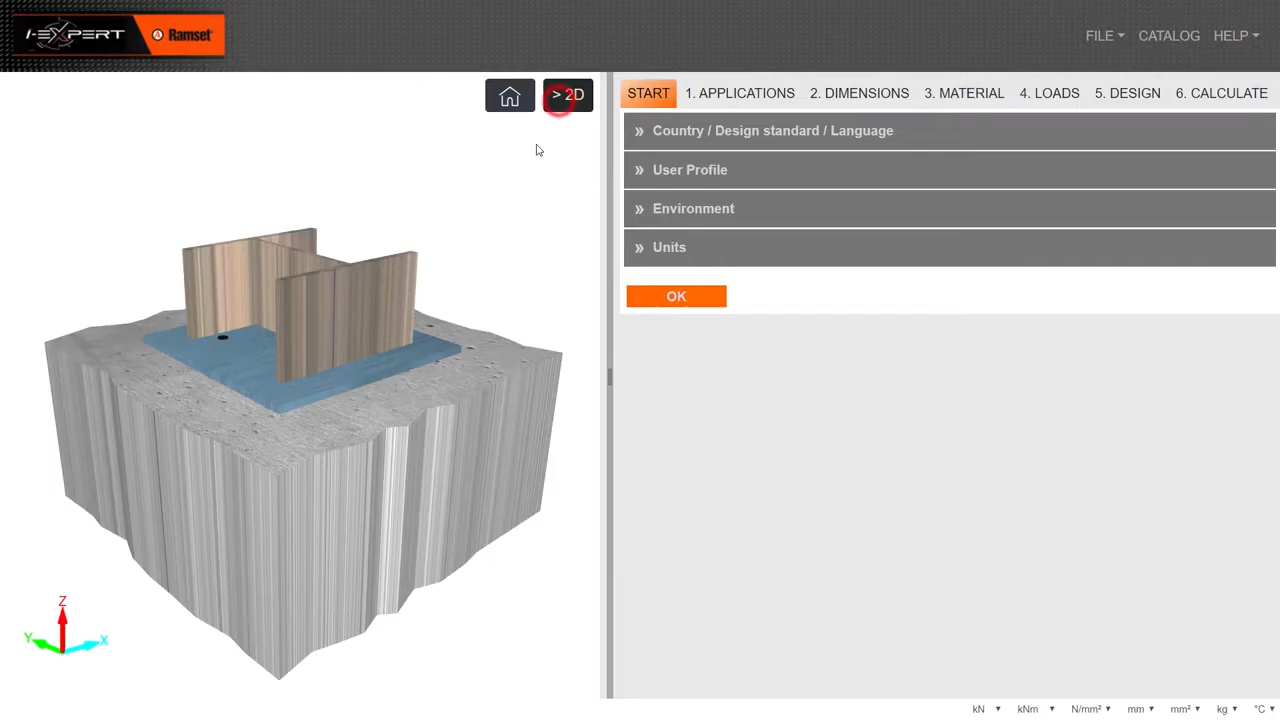 I-EXPERT Ramset
FILE CATALOG HELP
> 2D
START 1. APPLICATIONS 2. DIMENSIONS 3. MATERIAL 4. LOADS 5. DESIGN 6. CALCULATE
» Country / Design standard / Language
» User Profile
» Environment
» Units
OK
Z
Y
X
kN kNm N/mm² mm mm² kg °C